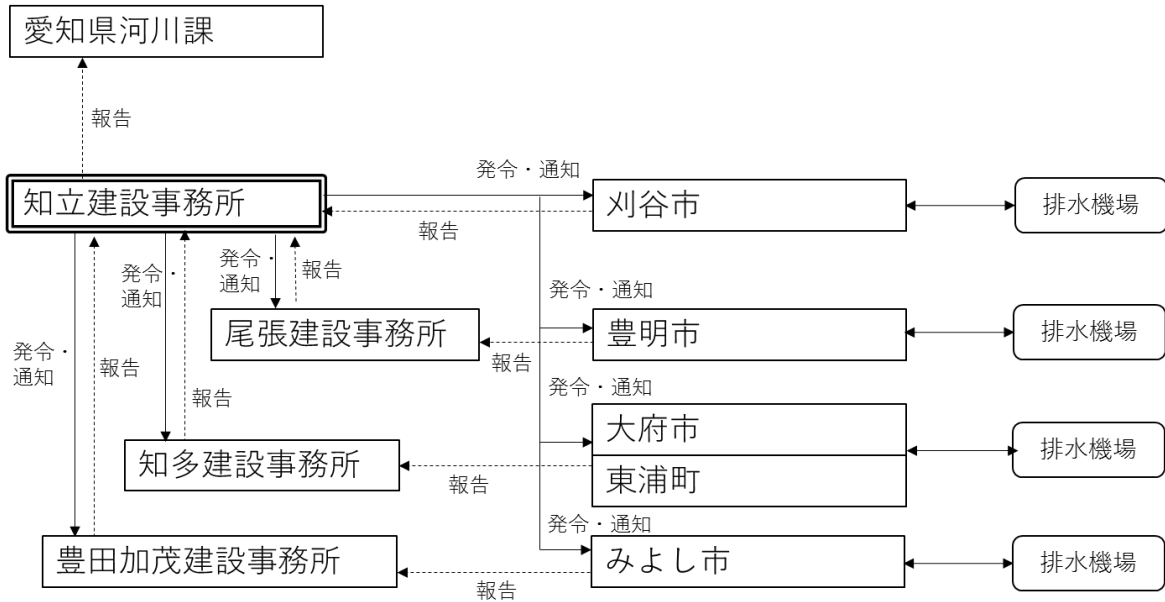 愛知県河川課
報告
知立建設事務所
発令・通知
刈谷市
排水機場
報告
発令・
通知
発令・
通知
報告
発令・通知
尾張建設事務所
豊明市
排水機場
報告
発令・
通知
報告
報告
発令・通知
大府市
知多建設事務所
排水機場
報告
東浦町
発令・通知
豊田加茂建設事務所
みよし市
排水機場
報告